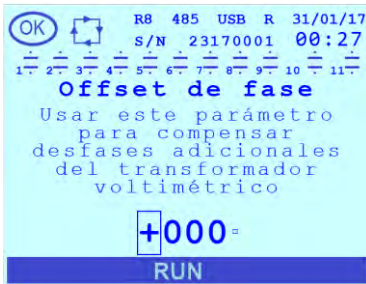 OK R8 485 USB R 31/01/17
S/N 23170001 00:27
1 2 3 4 5 6 7 8 9 10 11
Offset de fase
Usar este parámetro
para compensar
desfases adicionales
del transformador
voltimétrico
+000°
RUN